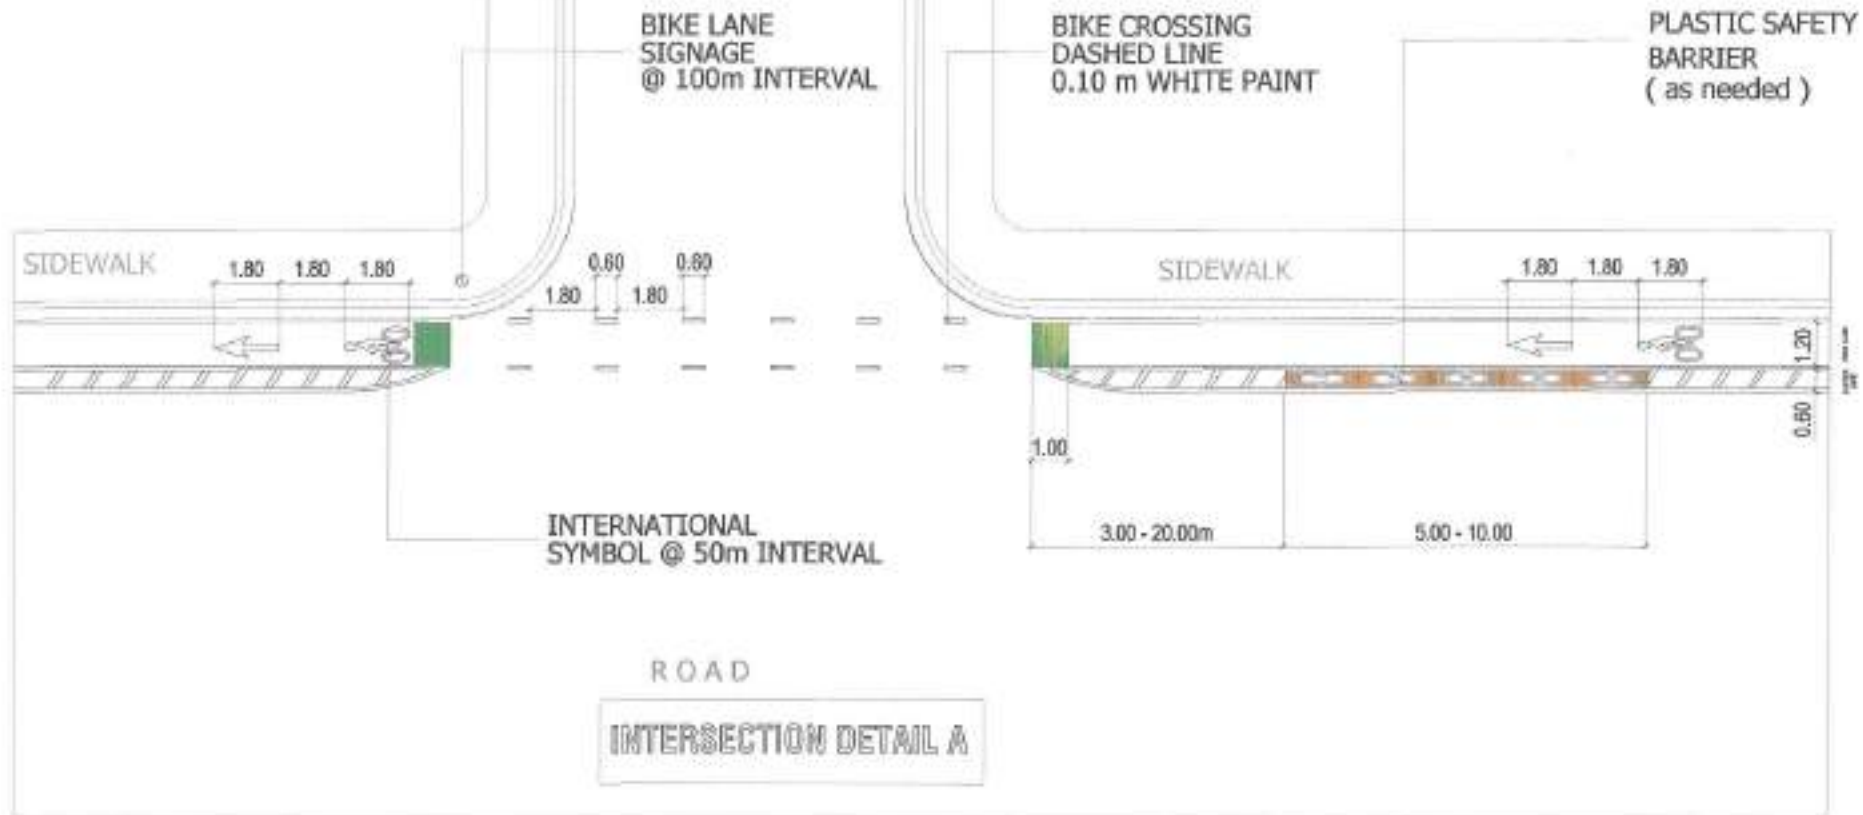 BIKE LANE
SIGNAGE
@ 100m INTERVAL
BIKE CROSSING
DASHED LINE
0.10 m WHITE PAINT
PLASTIC SAFETY
BARRIER
( as needed )
SIDEWALK
1.80 1.80 1.80
0.60 0.60
1.80 1.80
SIDEWALK
1.80 1.80 1.80
1.20
0.60
1.00
3.00 - 20.00m
5.00 - 10.00
INTERNATIONAL
SYMBOL @ 50m INTERVAL
ROAD
INTERSECTION DETAIL A